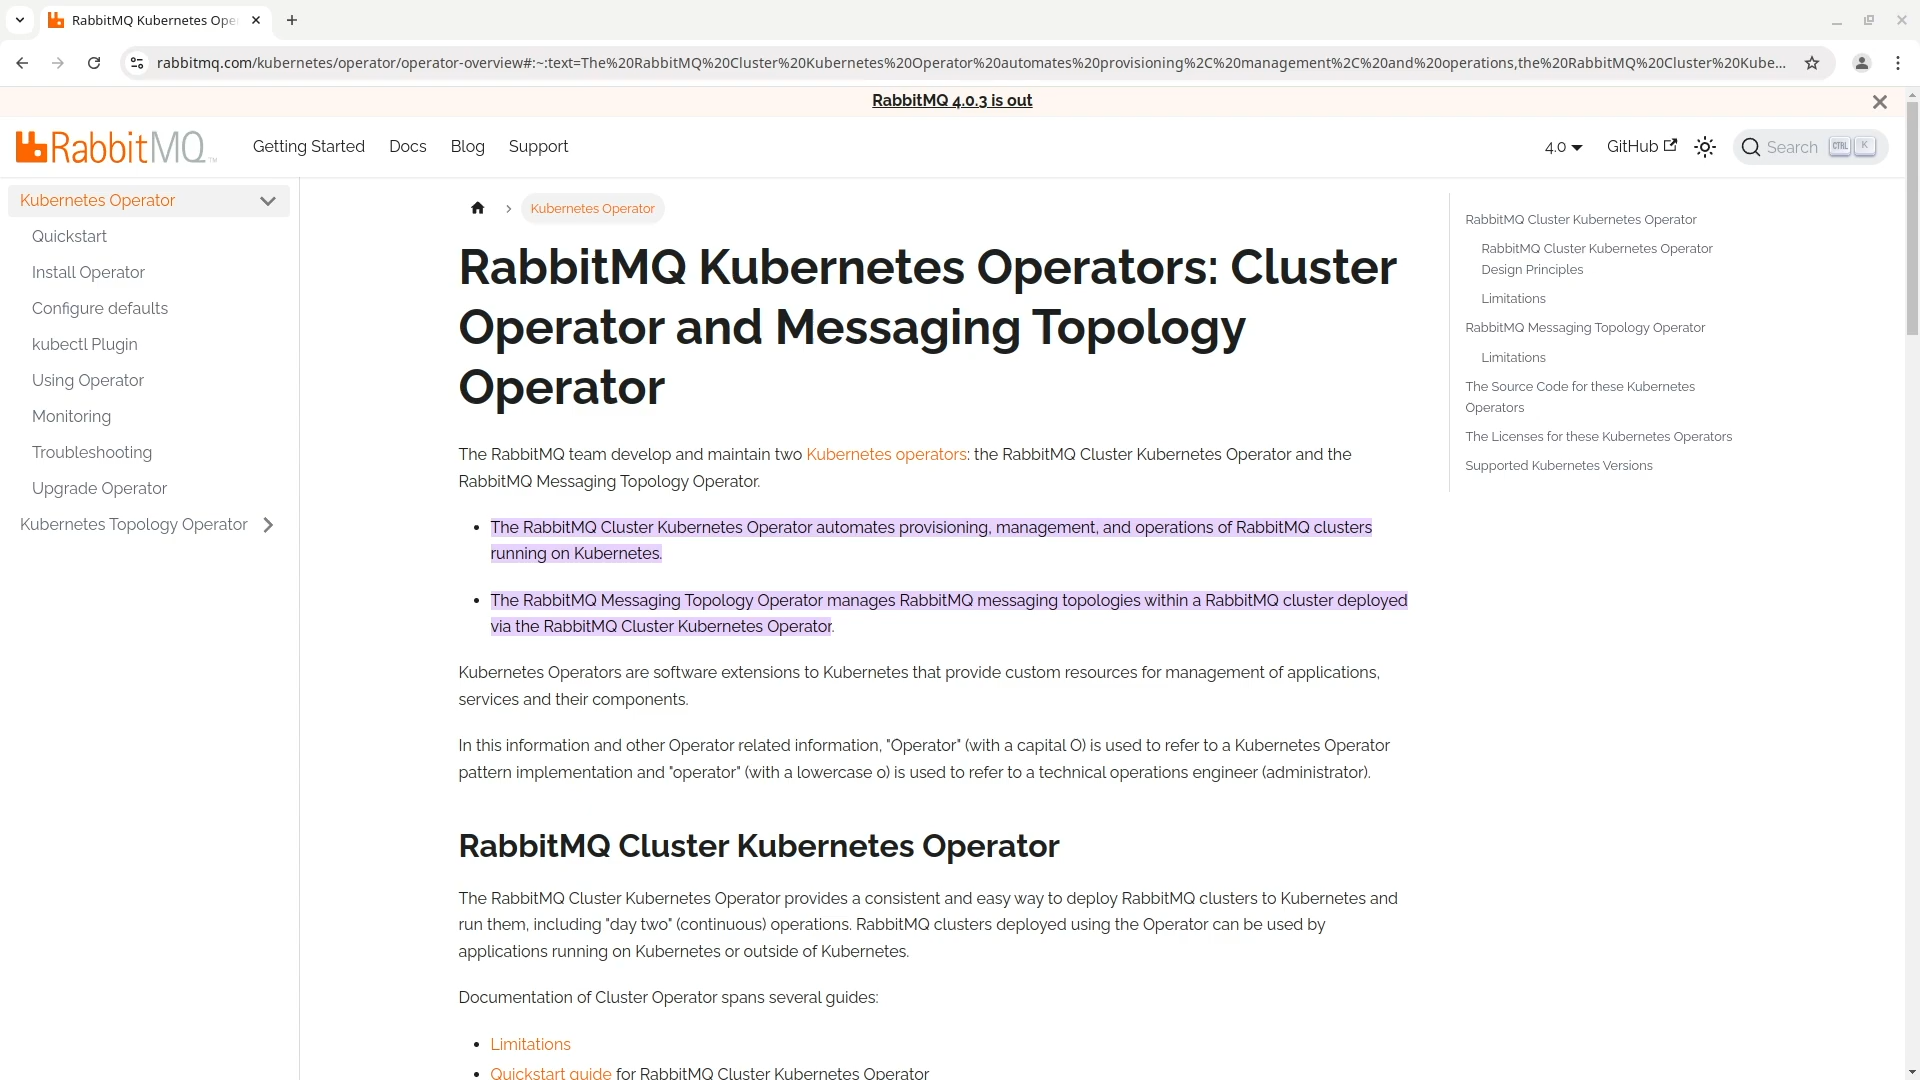 RabbitMQ Kubernetes Ope
rabbitmq.com/kubernetes/operator/operator-overview#:~:text=The%20RabbitMQ%20Cluster%20Kubernetes%20Operator%20automates%20provisioning%2C%20management%2C%20and%20operations,the%20RabbitMQ%20Cluster%20Kube...
RabbitMQ 4.0.3 is out
RabbitMQ™
Getting Started
Docs
Blog
Support
4.0
GitHub
Search
CTRL
K
Kubernetes Operator
Quickstart
Install Operator
Configure defaults
kubectl Plugin
Using Operator
Monitoring
Troubleshooting
Upgrade Operator
Kubernetes Topology Operator
Kubernetes Operator
RabbitMQ Kubernetes Operators: Cluster
Operator and Messaging Topology
Operator
The RabbitMQ team develop and maintain two Kubernetes operators: the RabbitMQ Cluster Kubernetes Operator and the
RabbitMQ Messaging Topology Operator.
• The RabbitMQ Cluster Kubernetes Operator automates provisioning, management, and operations of RabbitMQ clusters
running on Kubernetes.
• The RabbitMQ Messaging Topology Operator manages RabbitMQ messaging topologies within a RabbitMQ cluster deployed
via the RabbitMQ Cluster Kubernetes Operator.
Kubernetes Operators are software extensions to Kubernetes that provide custom resources for management of applications,
services and their components.
In this information and other Operator related information, "Operator" (with a capital O) is used to refer to a Kubernetes Operator
pattern implementation and "operator" (with a lowercase o) is used to refer to a technical operations engineer (administrator).
RabbitMQ Cluster Kubernetes Operator
The RabbitMQ Cluster Kubernetes Operator provides a consistent and easy way to deploy RabbitMQ clusters to Kubernetes and
run them, including "day two" (continuous) operations. RabbitMQ clusters deployed using the Operator can be used by
applications running on Kubernetes or outside of Kubernetes.
Documentation of Cluster Operator spans several guides:
• Limitations
• Quickstart guide for RabbitMQ Cluster Kubernetes Operator
RabbitMQ Cluster Kubernetes Operator
RabbitMQ Cluster Kubernetes Operator
Design Principles
Limitations
RabbitMQ Messaging Topology Operator
Limitations
The Source Code for these Kubernetes
Operators
The Licenses for these Kubernetes Operators
Supported Kubernetes Versions